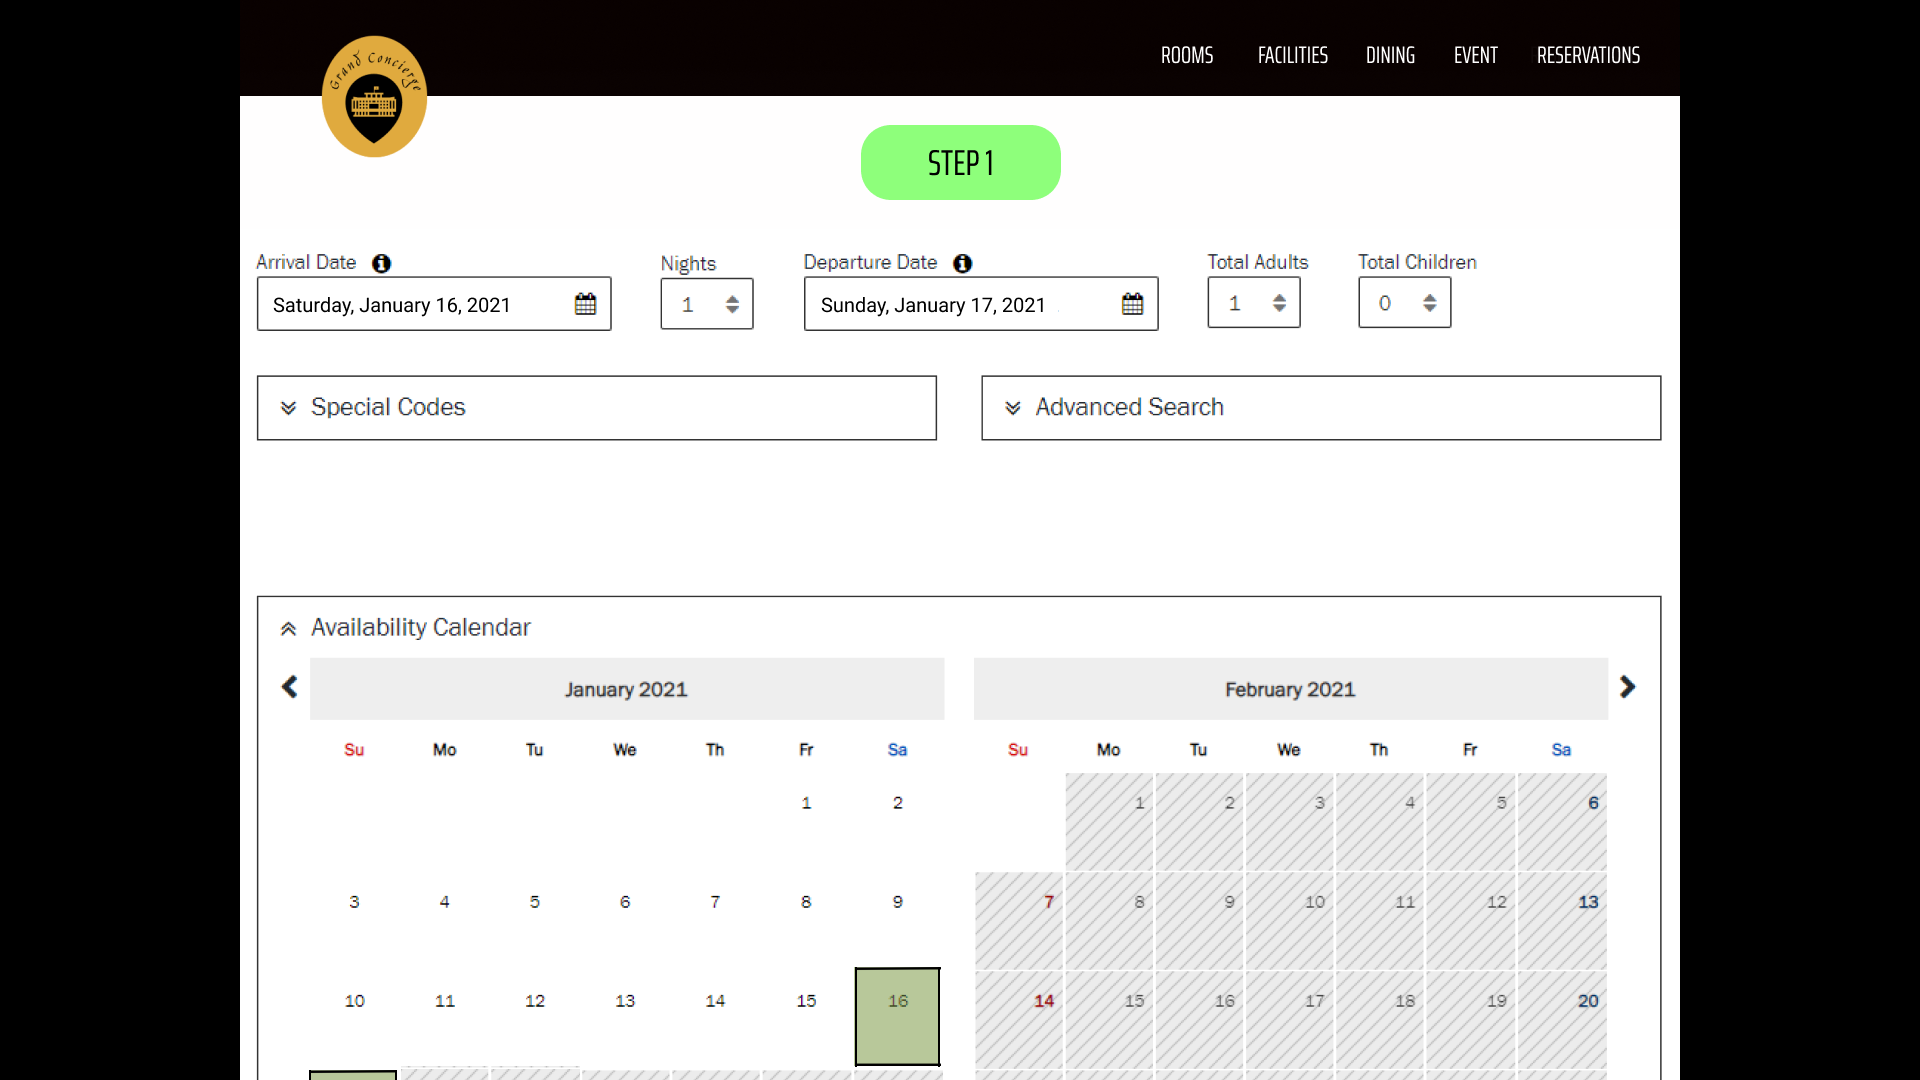 Grand Concierge
ROOMS FACILITIES DINING EVENT RESERVATIONS
STEP 1
Arrival Date Nights Departure Date Total Adults Total Children
Saturday, January 16, 2021 1 Sunday, January 17, 2021 1 0
Special Codes Advanced Search
Availability Calendar
January 2021 February 2021
Su Mo Tu We Th Fr Sa Su Mo Tu We Th Fr Sa
1 2 1 2 3 4 5 6
3 4 5 6 7 8 9 7 8 9 10 11 12 13
10 11 12 13 14 15 16 14 15 16 17 18 19 20